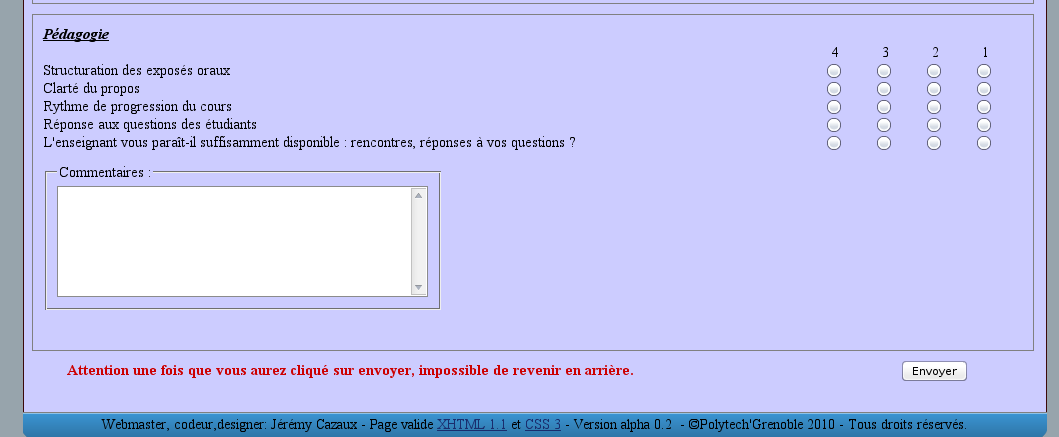 Pédagogie
4 3 2 1
Structuration des exposés oraux
Clarté du propos
Rythme de progression du cours
Réponse aux questions des étudiants
L'enseignant vous paraît-il suffisamment disponible : rencontres, réponses à vos questions ?
Commentaires :
Attention une fois que vous aurez cliqué sur envoyer, impossible de revenir en arrière.
Envoyer
Webmaster, codeur,designer: Jérémy Cazaux - Page valide XHTML 1.1 et CSS 3 - Version alpha 0.2 - ©Polytech'Grenoble 2010 - Tous droits réservés.